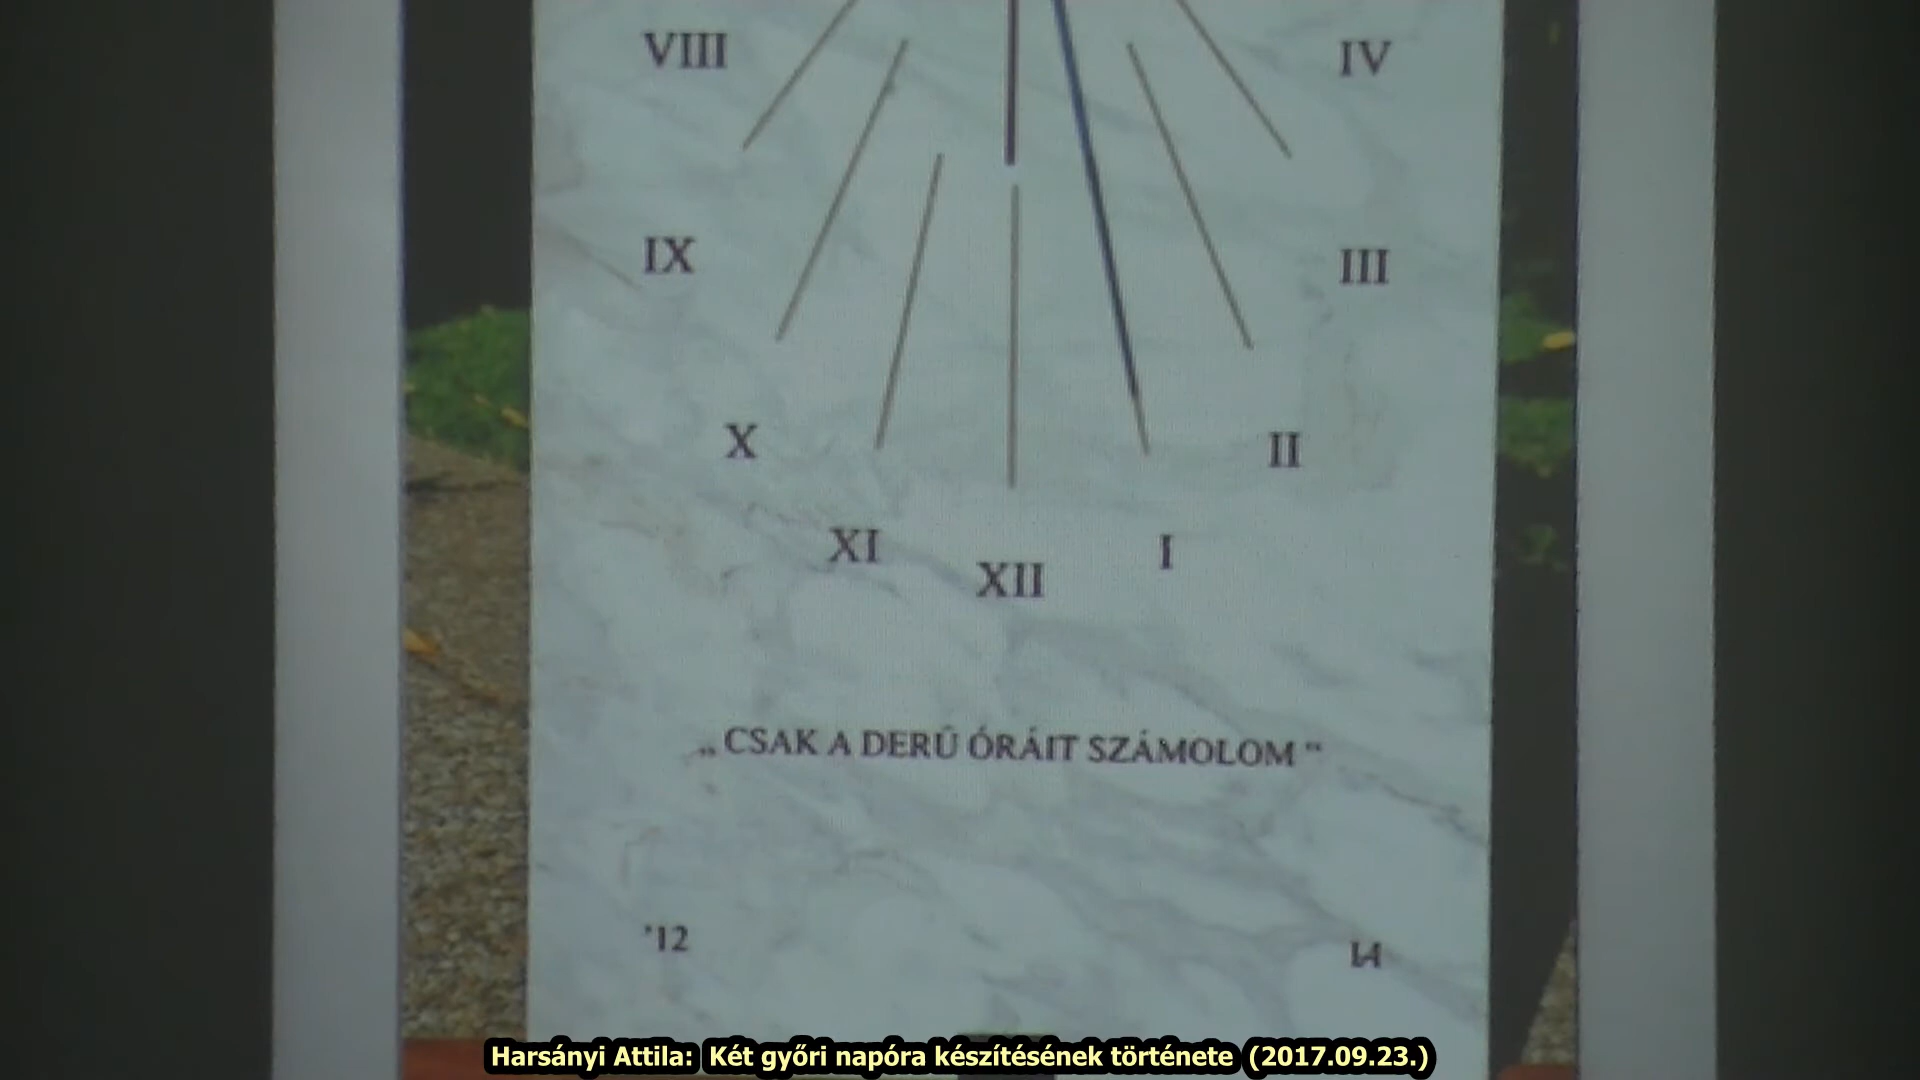 VIII IV
IX III
X II
XI I
XII
„ CSAK A DERŰ ÓRÁIT SZÁMOLOM “
'12 14
Harsányi Attila: Két győri napóra készítésének története (2017.09.23.)